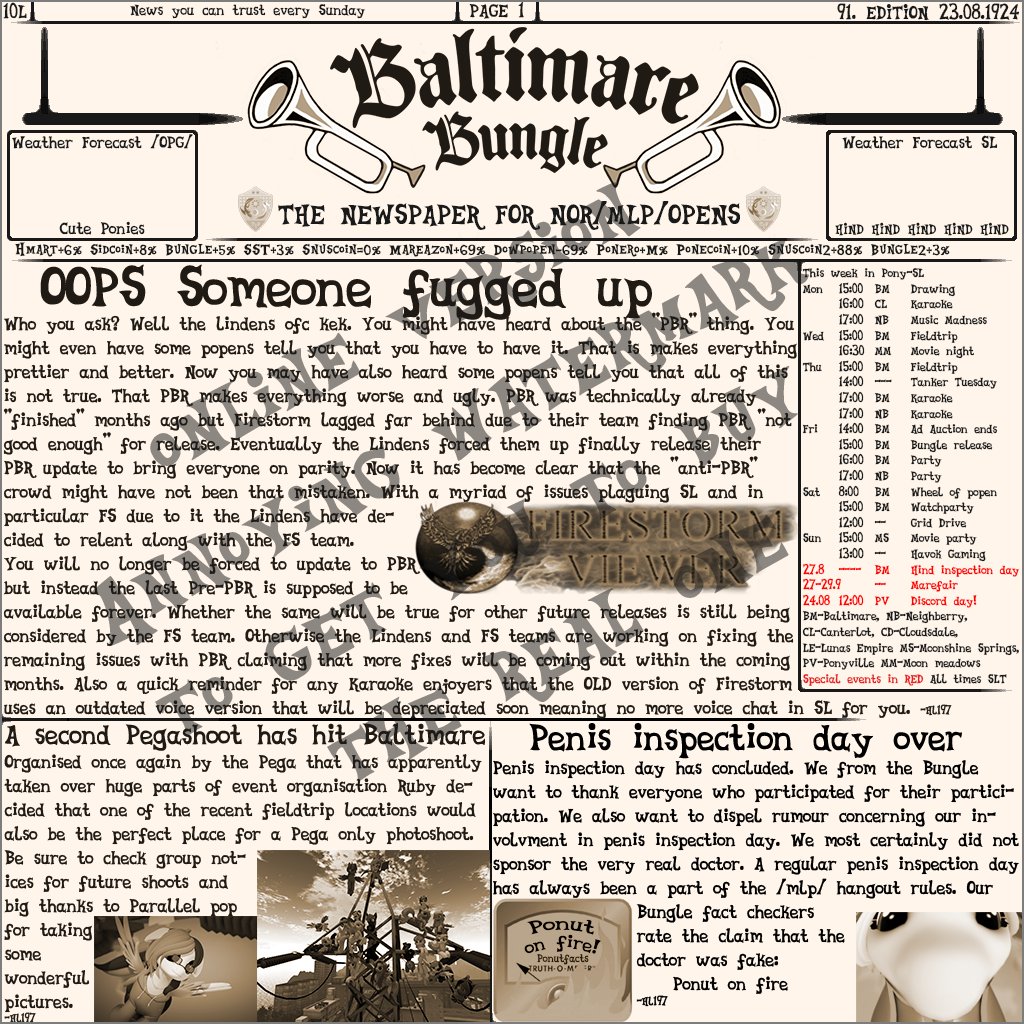 10L
News you can trust every Sunday
PAGE 1
91. EDITION 23.08.1924
Baltimare
Bungle
Weather Forecast /OPG/
Cute Ponies
Weather Forecast SL
HIND HIND HIND HIND HIND
THE NEWSPAPER FOR NOR/MLP/OPENS
HMART+6% SIDCOIN+8% BUNGLE+5% SST+3% SNUSCOIN=0% MAREAZON+69% DOWPOPEN-69% PONERO+M% PONECOIN+10% SNUSCOIN2+88% BUNGLE2+3%
OOPS Someone fugged up
Who you ask? Well the lindens ofc kek. You might have heard about the "PBR" thing. You
might even have some popens tell you that you have to have it. That is makes everything
prettier and better. Now you may have also heard some popens tell you that all of this
is not true. That PBR makes everything worse and ugly. PBR was technically already
"finished" months ago but Firestorm lagged far behind due to their team finding PBR "not
good enough" for release. Eventually the Lindens forced them up finally release their
PBR update to bring everyone on parity. Now it has become clear that the "anti-PBR"
crowd might have not been that mistaken. With a myriad of issues plaguing SL and in
particular FS due to it the Lindens have de-
cided to relent along with the FS team.
You will no longer be forced to update to PBR
but instead the last Pre-PBR is supposed to be
available forever. Whether the same will be true for other future releases is still being
considered by the FS team. Otherwise the Lindens and FS teams are working on fixing the
remaining issues with PBR claiming that more fixes will be coming out within the coming
months. Also a quick reminder for any Karaoke enjoyers that the OLD version of Firestorm
uses an outdated voice version that will be depreciated soon meaning no more voice chat in SL for you. -AL197
FIRESTORM
VIEWER
ONLINE VERSION
ANNOYING WATERMARK
TO GET YOU TO BUY
THE REAL ONE
This week in Pony-SL
Mon 15:00 BM Drawing
16:00 CL Karaoke
17:00 NB Music Madness
Wed 15:00 BM Fieldtrip
16:30 MM Movie night
Thu 15:00 BM Fieldtrip
14:00 --- Tanker Tuesday
17:00 BM Karaoke
17:00 NB Karaoke
Fri 14:00 BM Ad Auction ends
15:00 BM Bungle release
16:00 BM Party
17:00 NB Party
Sat 8:00 BM Wheel of popen
15:00 BM Watchparty
12:00 -- Grid Drive
Sun 15:00 MS Movie party
13:00 -- Havok Gaming
27.8 ---- BM Hind inspection day
27-29.9 -- Marefair
24.08 12:00 PV Discord day!
BM-Baltimare, NB-Neighberry,
CL-Canterlot, CD-Cloudsdale,
LE-Lunas Empire MS-Moonshine Springs,
PV-Ponyville MM-Moon meadows
Special events in RED All times SLT
A second Pegashoot has hit Baltimare
Organised once again by the Pega that has apparently
taken over huge parts of event organisation Ruby de-
cided that one of the recent fieldtrip locations would
also be the perfect place for a Pega only photoshoot.
Be sure to check group not-
ices for future shoots and
big thanks to Parallel pop
for taking
some
wonderful
pictures.
-AL197
Penis inspection day over
Penis inspection day has concluded. We from the Bungle
want to thank everyone who participated for their partici-
pation. We also want to dispel rumour concerning our in-
volvment in penis inspection day. We most certainly did not
sponsor the very real doctor. A regular penis inspection day
has always been a part of the /mlp/ hangout rules. Our
Bungle fact checkers
rate the claim that the
doctor was fake:
Ponut on fire
-AL197
Ponut
on fire!
Ponutfacts